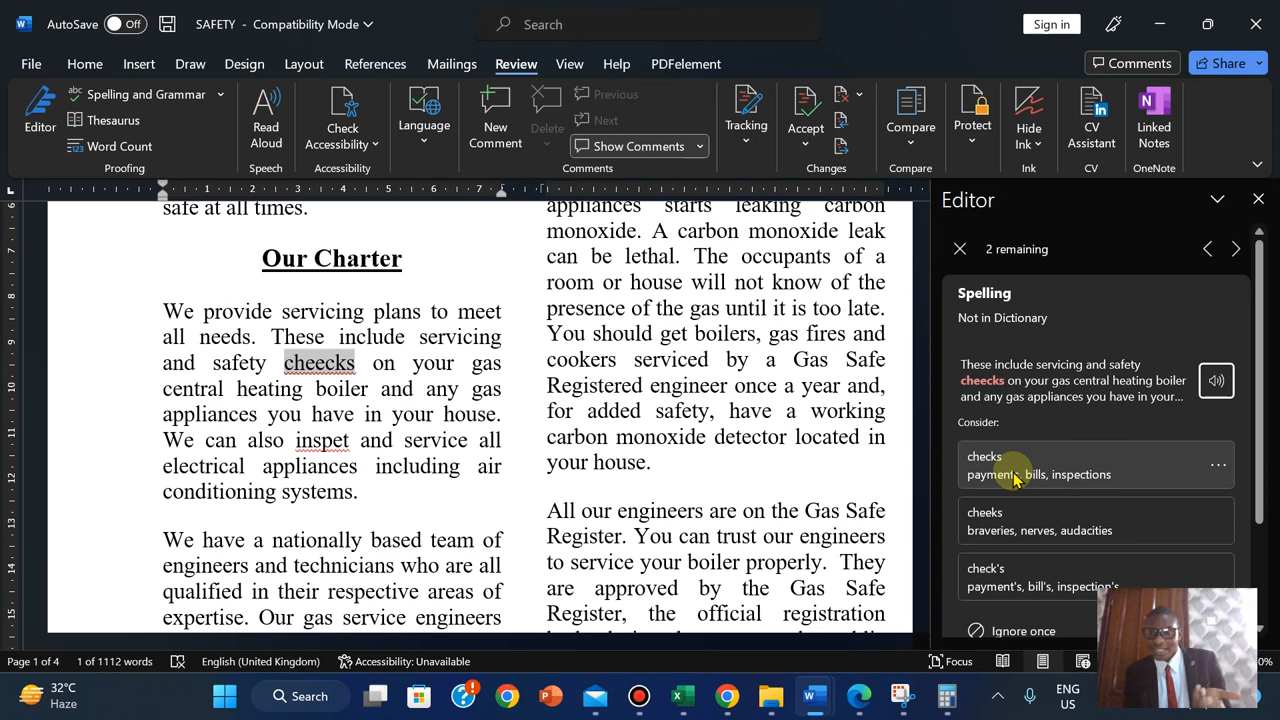 AutoSave Off SAFETY - Compatibility Mode Search Sign in
File Home Insert Draw Design Layout References Mailings Review View Help PDFelement Comments Share
Editor
abc Spelling and Grammar
Thesaurus
Word Count
Proofing
Read Aloud
Speech
Check Accessibility
Accessibility
Language
New Comment
Delete
Previous
Next
Show Comments
Comments
Tracking
Accept
Changes
Compare
Compare
Protect
Hide Ink
Ink
CV Assistant
CV
Linked Notes
OneNote
safe at all times.
Our Charter
We provide servicing plans to meet
all needs. These include servicing
and safety cheecks on your gas
central heating boiler and any gas
appliances you have in your house.
We can also inspet and service all
electrical appliances including air
conditioning systems.
We have a nationally based team of
engineers and technicians who are all
qualified in their respective areas of
expertise. Our gas service engineers
appliances starts leaking carbon
monoxide. A carbon monoxide leak
can be lethal. The occupants of a
room or house will not know of the
presence of the gas until it is too late.
You should get boilers, gas fires and
cookers serviced by a Gas Safe
Registered engineer once a year and,
for added safety, have a working
carbon monoxide detector located in
your house.
All our engineers are on the Gas Safe
Register. You can trust our engineers
to service your boiler properly. They
are approved by the Gas Safe
Register, the official registration
Editor
2 remaining
Spelling
Not in Dictionary
These include servicing and safety
cheecks on your gas central heating boiler
and any gas appliances you have in your...
Consider:
checks
payments, bills, inspections
cheeks
braveries, nerves, audacities
check's
payment's, bill's, inspection's
Ignore once
Page 1 of 4 1 of 1112 words English (United Kingdom) Accessibility: Unavailable Focus
32°C
Haze
Search
ENG
US